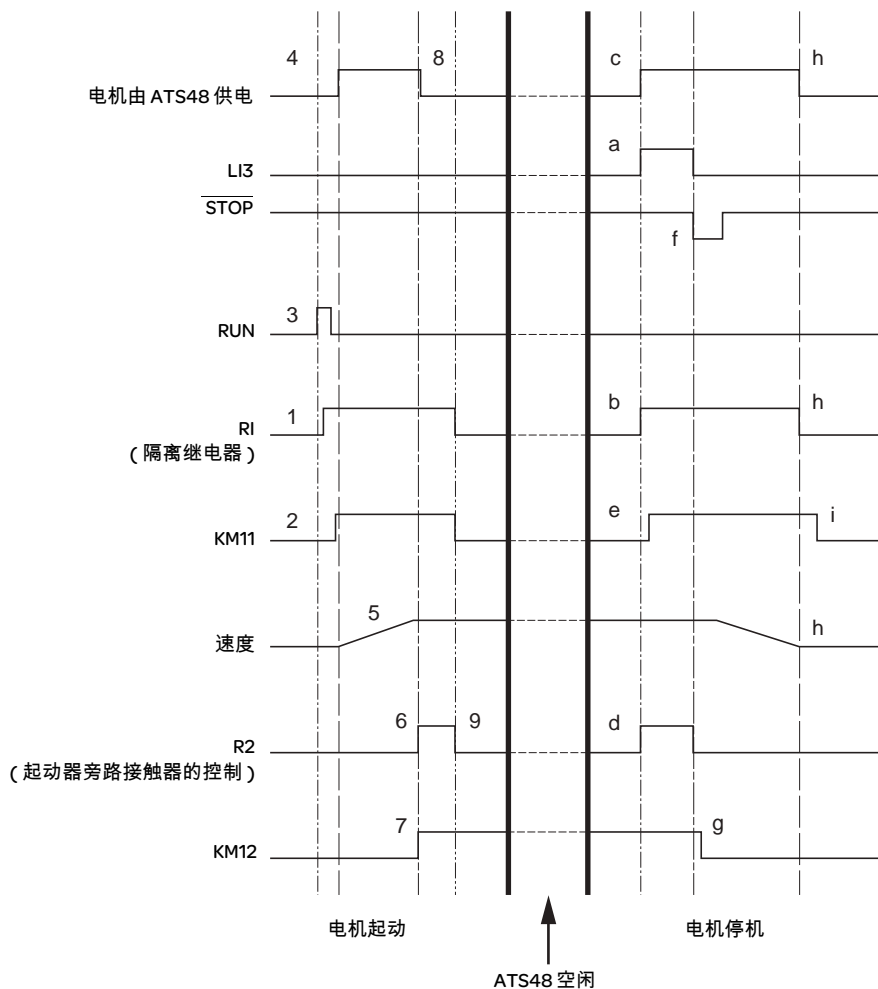 4 8 c h
电机由 ATS48 供电
a
LI3
STOP
f
3
RUN
1 b h
RI
(隔离继电器)
2 e i
KM11
5
速度 h
6 9 d
R2
(起动器旁路接触器的控制)
7 g
KM12
电机起动 电机停机
ATS48 空闲